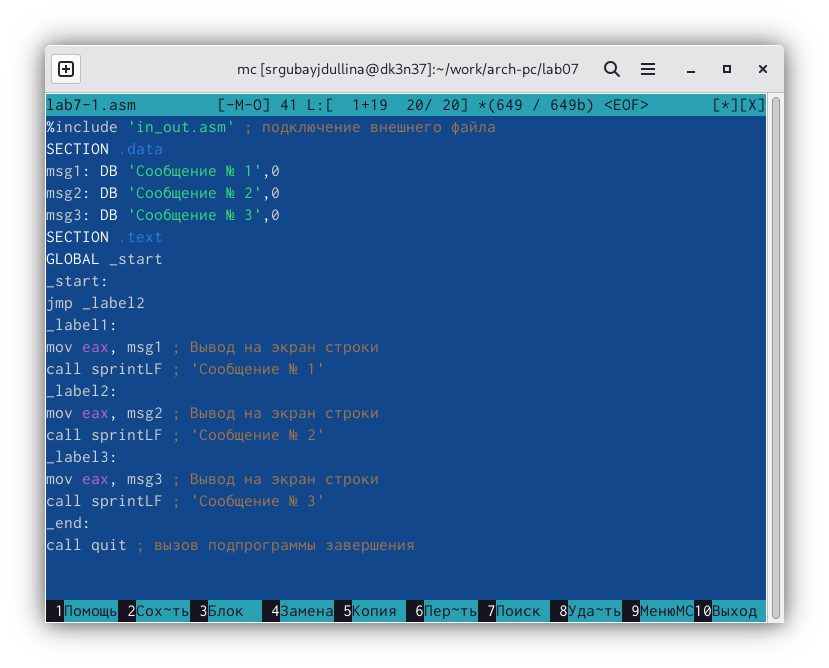 mc [srgubayjdullina@dk3n37]:~/work/arch-pc/lab07
lab7-1.asm [-M-O] 41 L:[ 1+19 20/ 20] *(649 / 649b) <EOF> [*][X]
%include 'in_out.asm' ; подключение внешнего файла
SECTION .data
msg1: DB 'Сообщение № 1',0
msg2: DB 'Сообщение № 2',0
msg3: DB 'Сообщение № 3',0
SECTION .text
GLOBAL _start
_start:
jmp _label2
_label1:
mov eax, msg1 ; Вывод на экран строки
call sprintLF ; 'Сообщение № 1'
_label2:
mov eax, msg2 ; Вывод на экран строки
call sprintLF ; 'Сообщение № 2'
_label3:
mov eax, msg3 ; Вывод на экран строки
call sprintLF ; 'Сообщение № 3'
_end:
call quit ; вызов подпрограммы завершения
1Помощь 2Сох~ть 3Блок 4Замена 5Копия 6Пер~ть 7Поиск 8Уда~ть 9МенюMC 10Выход